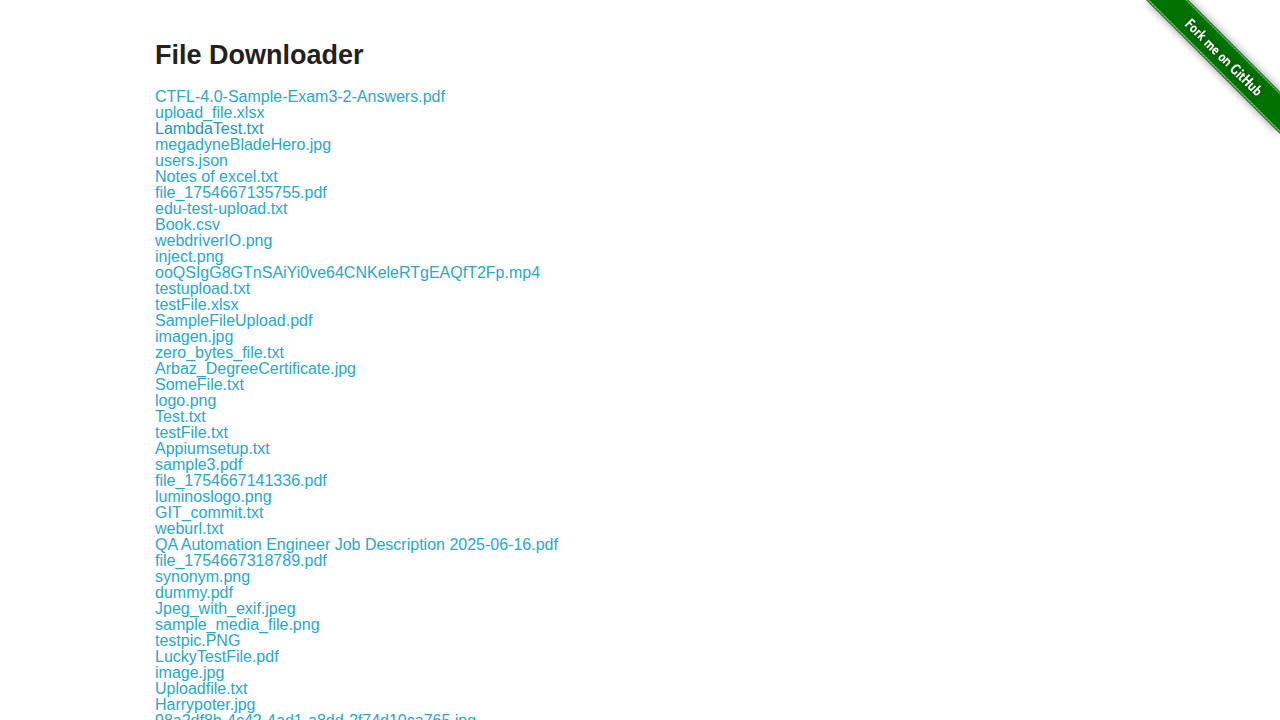 File Downloader
Fork me on GitHub
CTFL-4.0-Sample-Exam3-2-Answers.pdf
upload_file.xlsx
LambdaTest.txt
megadyneBladeHero.jpg
users.json
Notes of excel.txt
file_1754667135755.pdf
edu-test-upload.txt
Book.csv
webdriverIO.png
inject.png
ooQSIgG8GTnSAiYi0ve64CNKeleRTgEAQfT2Fp.mp4
testupload.txt
testFile.xlsx
SampleFileUpload.pdf
imagen.jpg
zero_bytes_file.txt
Arbaz_DegreeCertificate.jpg
SomeFile.txt
logo.png
Test.txt
testFile.txt
Appiumsetup.txt
sample3.pdf
file_1754667141336.pdf
luminoslogo.png
GIT_commit.txt
weburl.txt
QA Automation Engineer Job Description 2025-06-16.pdf
file_1754667318789.pdf
synonym.png
dummy.pdf
Jpeg_with_exif.jpeg
sample_media_file.png
testpic.PNG
LuckyTestFile.pdf
image.jpg
Uploadfile.txt
Harrypoter.jpg